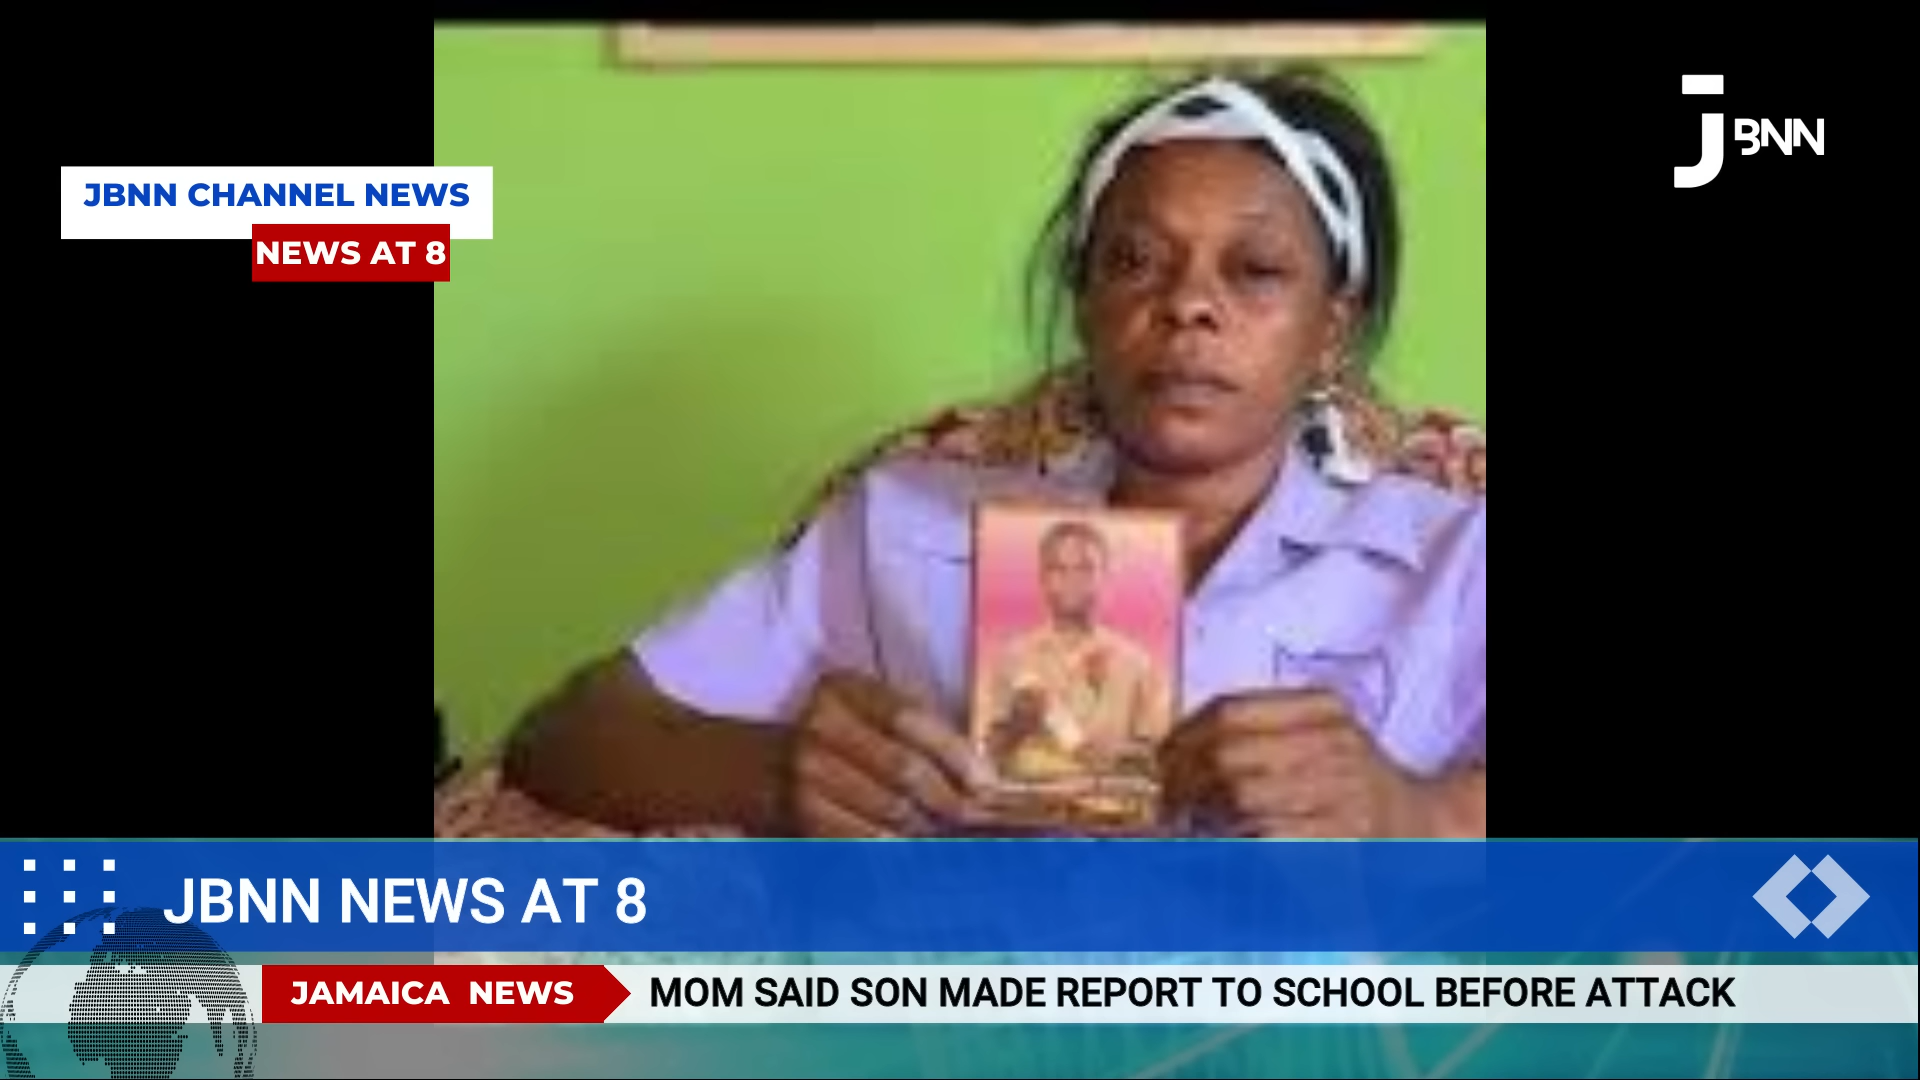 J BNN
JBNN CHANNEL NEWS
NEWS AT 8
JBNN NEWS AT 8
JAMAICA NEWS
MOM SAID SON MADE REPORT TO SCHOOL BEFORE ATTACK